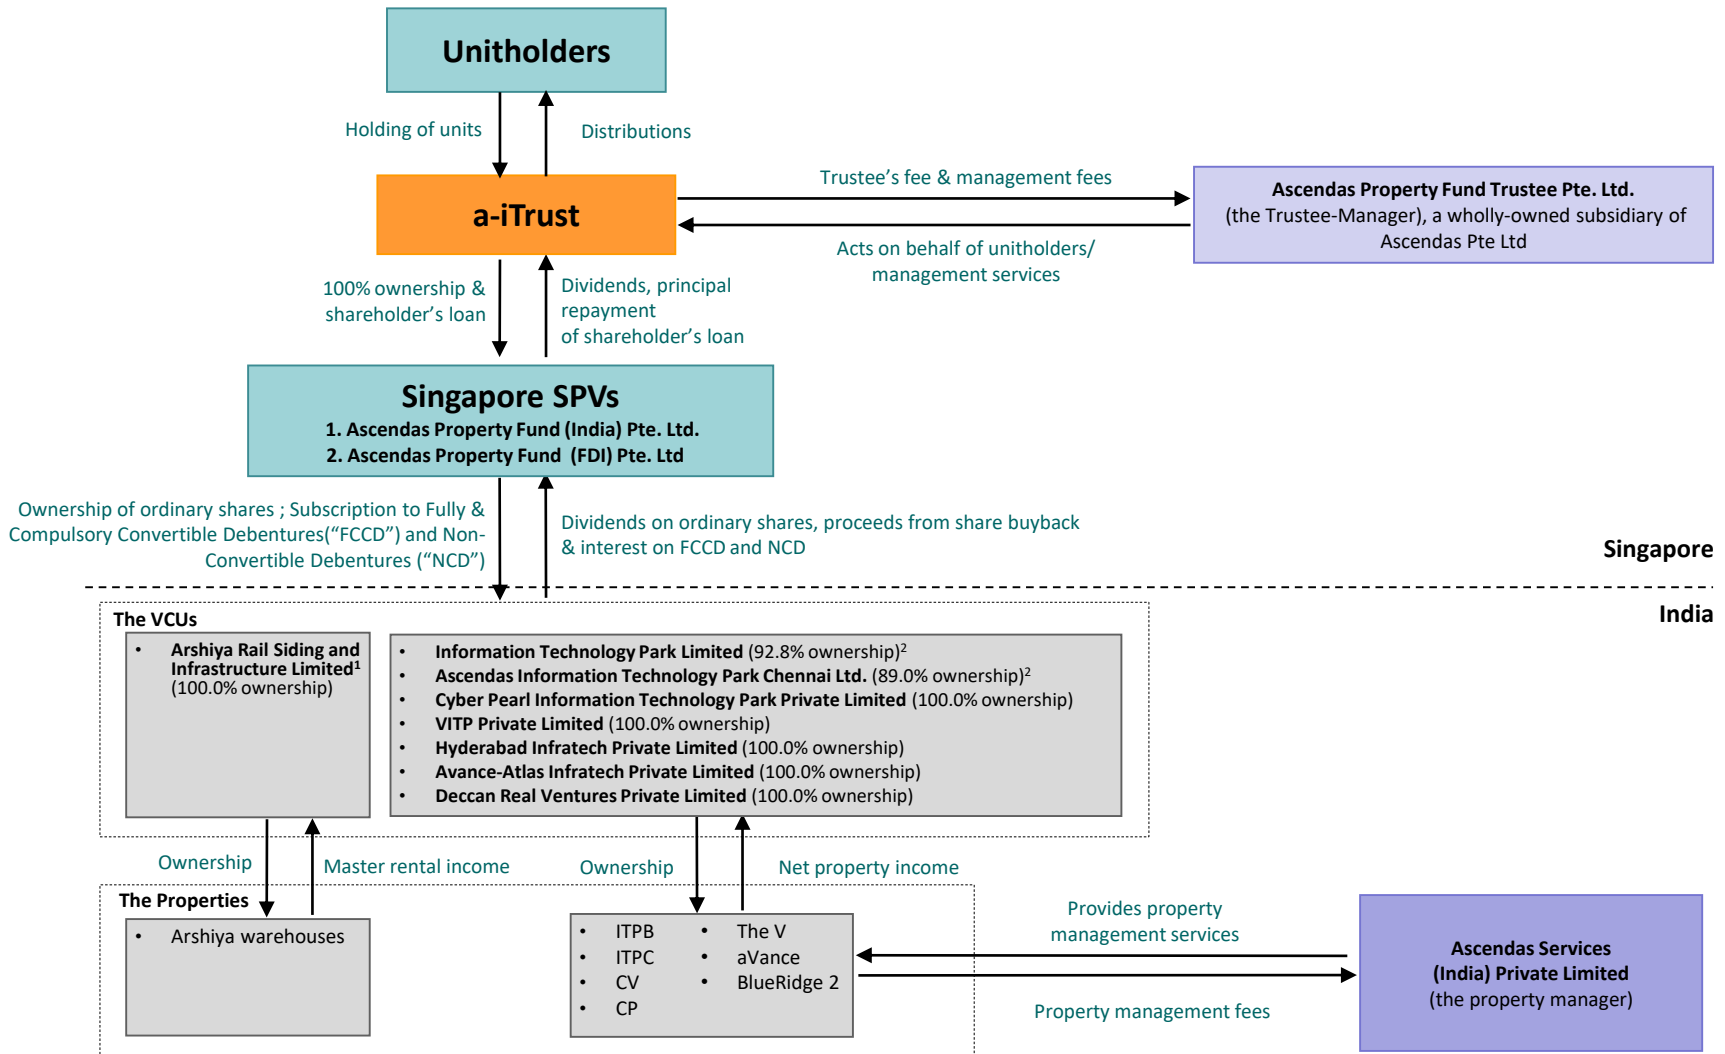 Unitholders
Holding of units
Distributions
a-iTrust
Trustee’s fee & management fees
Acts on behalf of unitholders/
management services
Ascendas Property Fund Trustee Pte. Ltd.
(the Trustee-Manager), a wholly-owned subsidiary of
Ascendas Pte Ltd
100% ownership &
shareholder’s loan
Dividends, principal
repayment
of shareholder’s loan
Singapore SPVs
1. Ascendas Property Fund (India) Pte. Ltd.
2. Ascendas Property Fund (FDI) Pte. Ltd
Ownership of ordinary shares ; Subscription to Fully &
Compulsory Convertible Debentures(“FCCD”) and Non-
Convertible Debentures (“NCD”)
Dividends on ordinary shares, proceeds from share buyback
& interest on FCCD and NCD
Singapore
India
The VCUs
• Arshiya Rail Siding and
Infrastructure Limited¹
(100.0% ownership)
• Information Technology Park Limited (92.8% ownership)²
• Ascendas Information Technology Park Chennai Ltd. (89.0% ownership)²
• Cyber Pearl Information Technology Park Private Limited (100.0% ownership)
• VITP Private Limited (100.0% ownership)
• Hyderabad Infratech Private Limited (100.0% ownership)
• Avance-Atlas Infratech Private Limited (100.0% ownership)
• Deccan Real Ventures Private Limited (100.0% ownership)
Ownership
Master rental income
Ownership
Net property income
The Properties
• Arshiya warehouses
• ITPB
• ITPC
• CV
• CP
• The V
• aVance
• BlueRidge 2
Provides property
management services
Property management fees
Ascendas Services
(India) Private Limited
(the property manager)